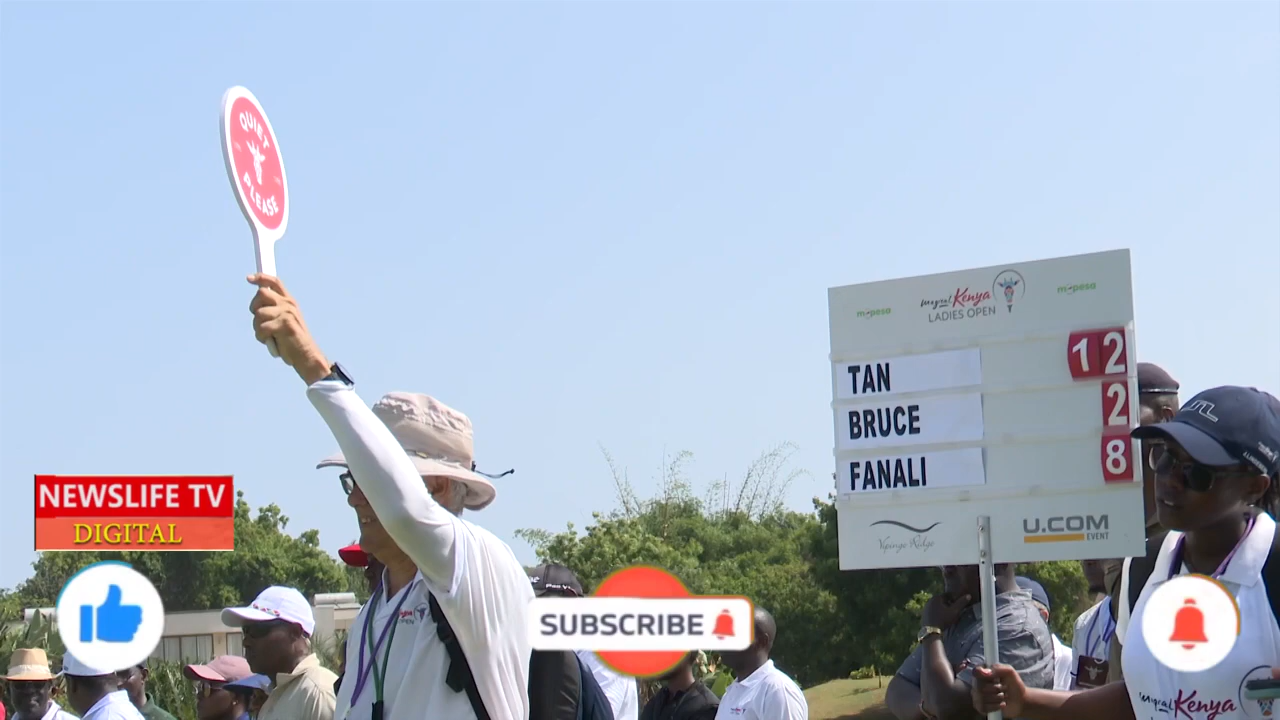 QUIET
PLEASE
m-pesa
magical Kenya
LADIES OPEN
m-pesa
TAN 12
BRUCE 2
FANALI 8
Vipingo Ridge
U.COM
EVENT
NEWSLIFE TV
DIGITAL
SUBSCRIBE
magical Kenya